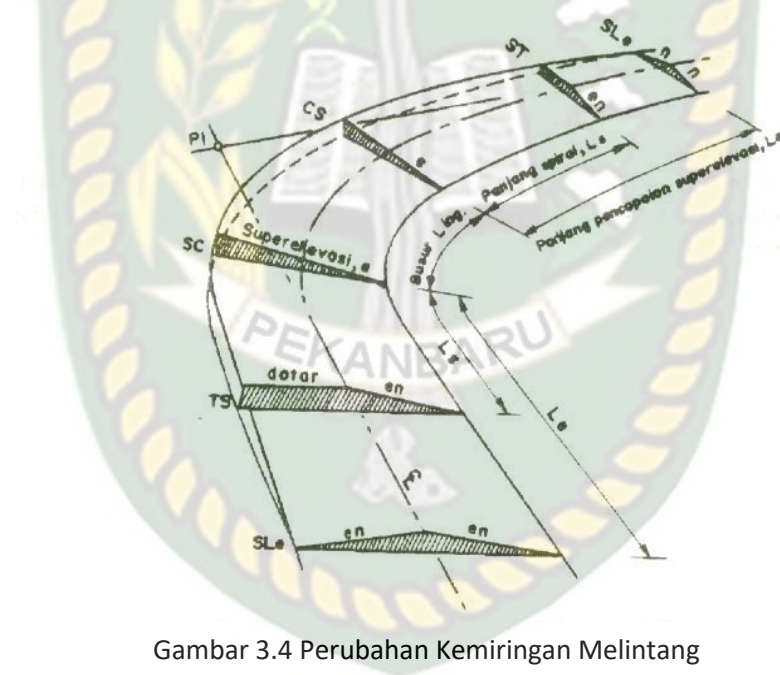 SLe
n
n
ST
en
CS
e
PI
Panjang spiral, Ls
Panjang pencapaian superelevasi, Le
Busur Ling.
SC
Superelevasi, e
PEKANBARU
Ls
Le
datar
en
TS
℄
SLe
en
en
Gambar 3.4 Perubahan Kemiringan Melintang